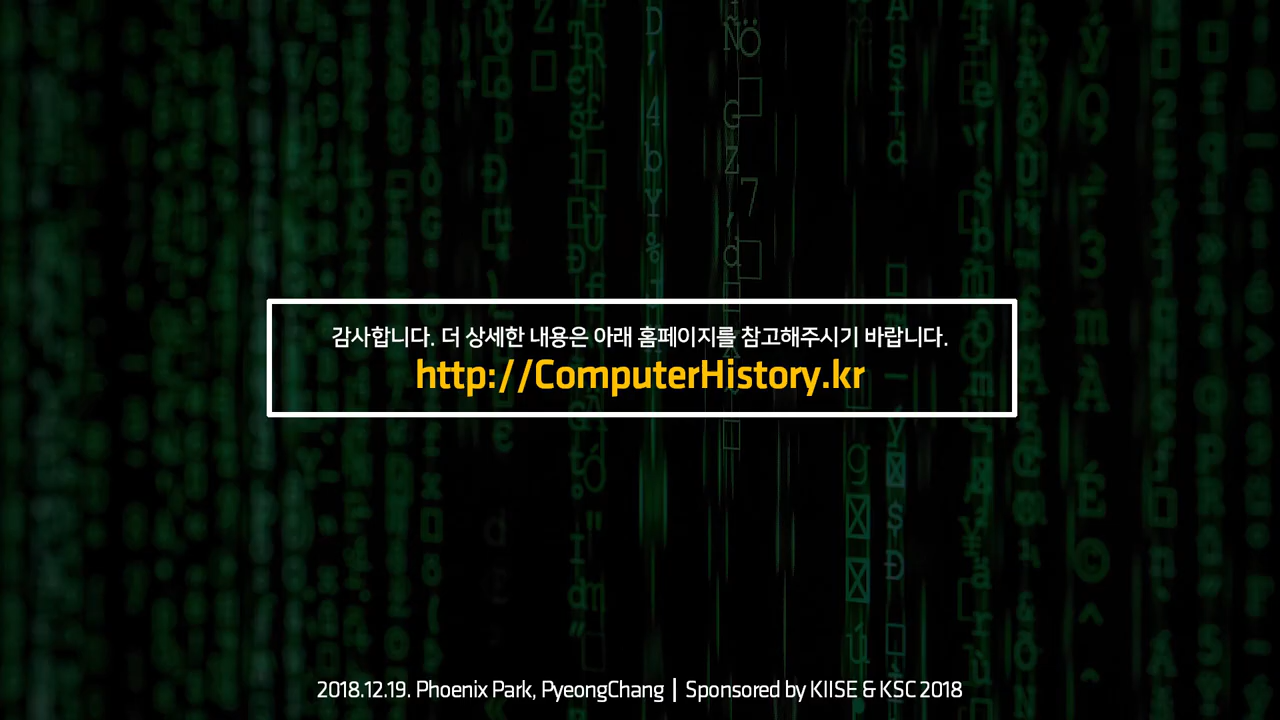 감사합니다. 더 상세한 내용은 아래 홈페이지를 참고해주시기 바랍니다.
http://ComputerHistory.kr
2018.12.19. Phoenix Park, PyeongChang | Sponsored by KIISE & KSC 2018